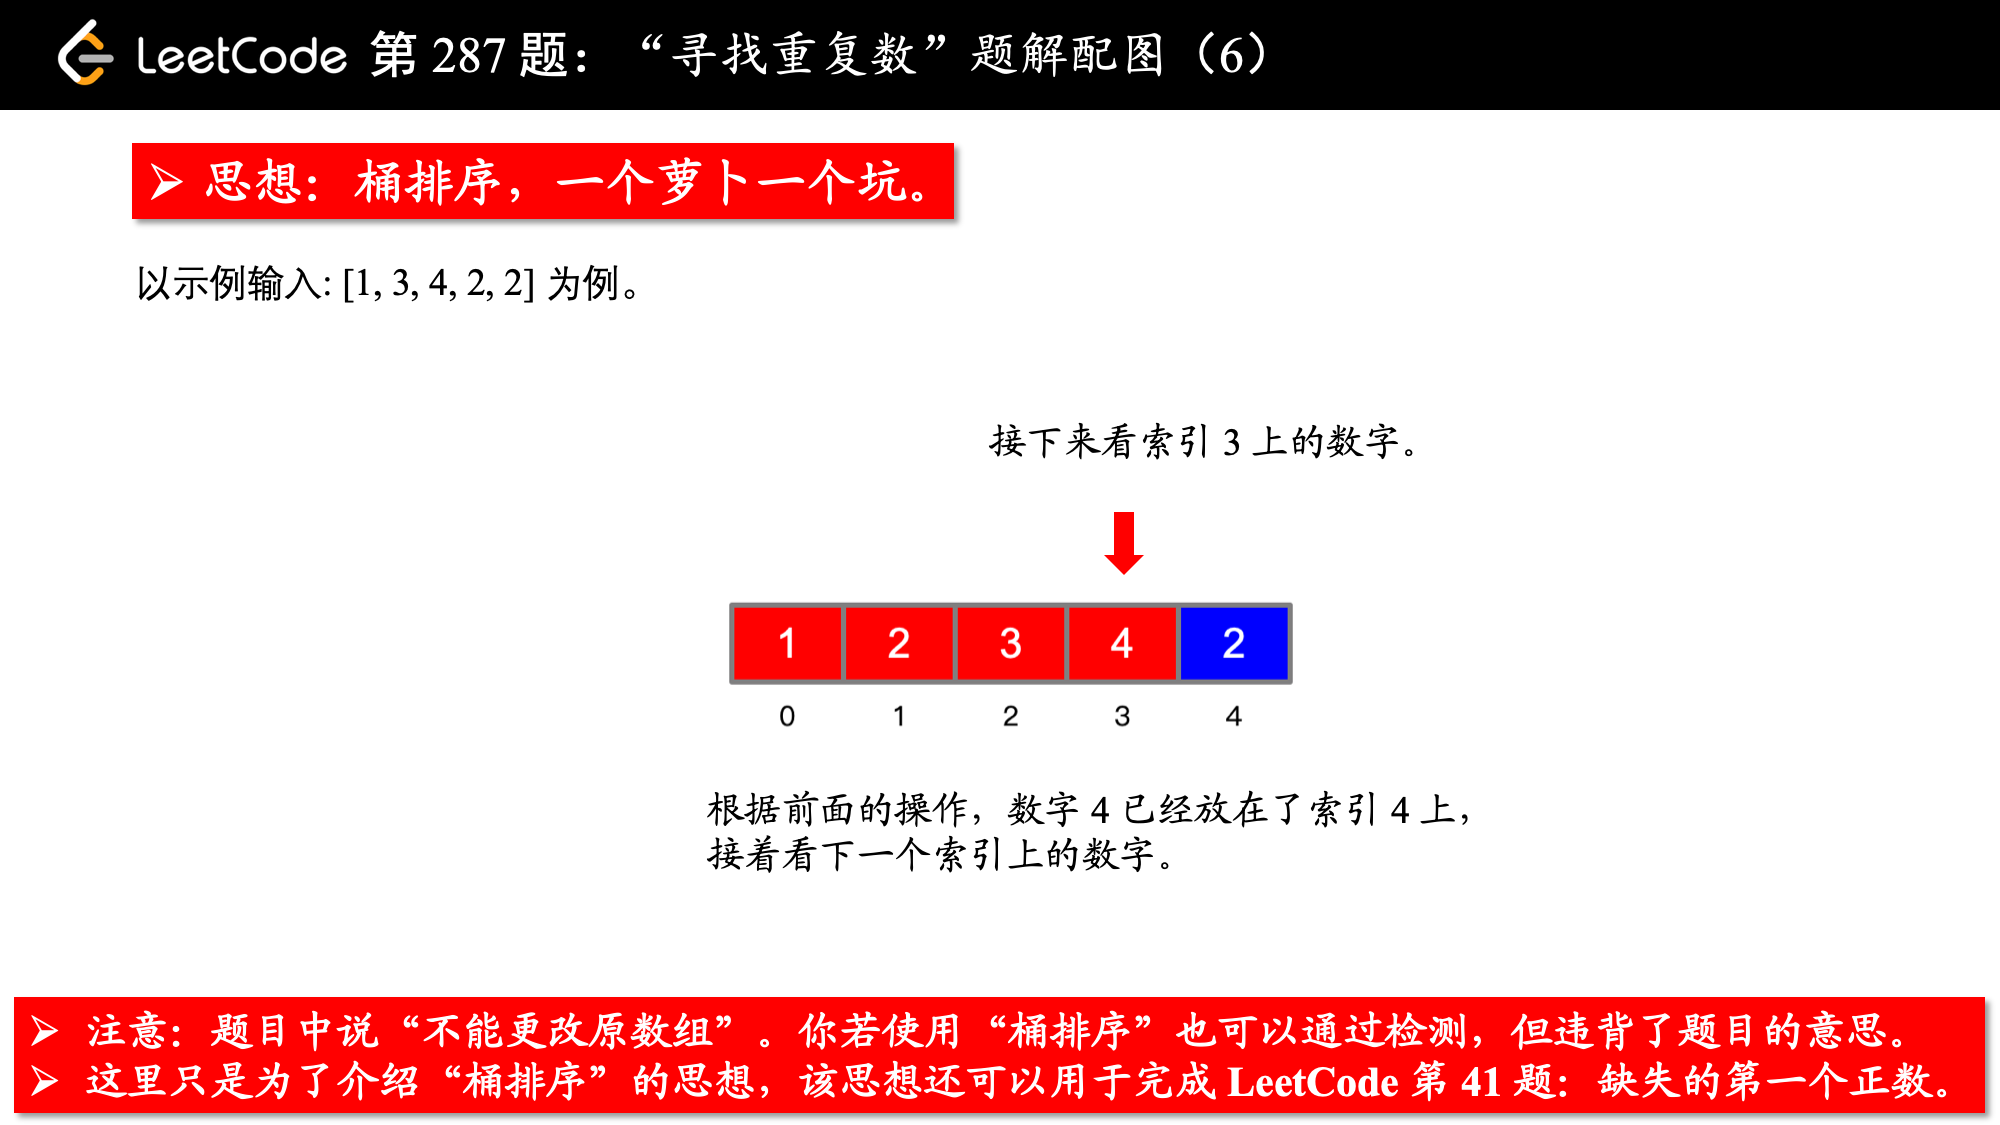 LeetCode 第 287 题：“寻找重复数”题解配图（6）
➢ 思想：桶排序，一个萝卜一个坑。
以示例输入: [1, 3, 4, 2, 2] 为例。
接下来看索引 3 上的数字。
1 2 3 4 2
0 1 2 3 4
根据前面的操作，数字 4 已经放在了索引 4 上，
接着看下一个索引上的数字。
➢ 注意：题目中说“不能更改原数组”。你若使用“桶排序”也可以通过检测，但违背了题目的意思。
➢ 这里只是为了介绍“桶排序”的思想，该思想还可以用于完成 LeetCode 第 41 题：缺失的第一个正数。